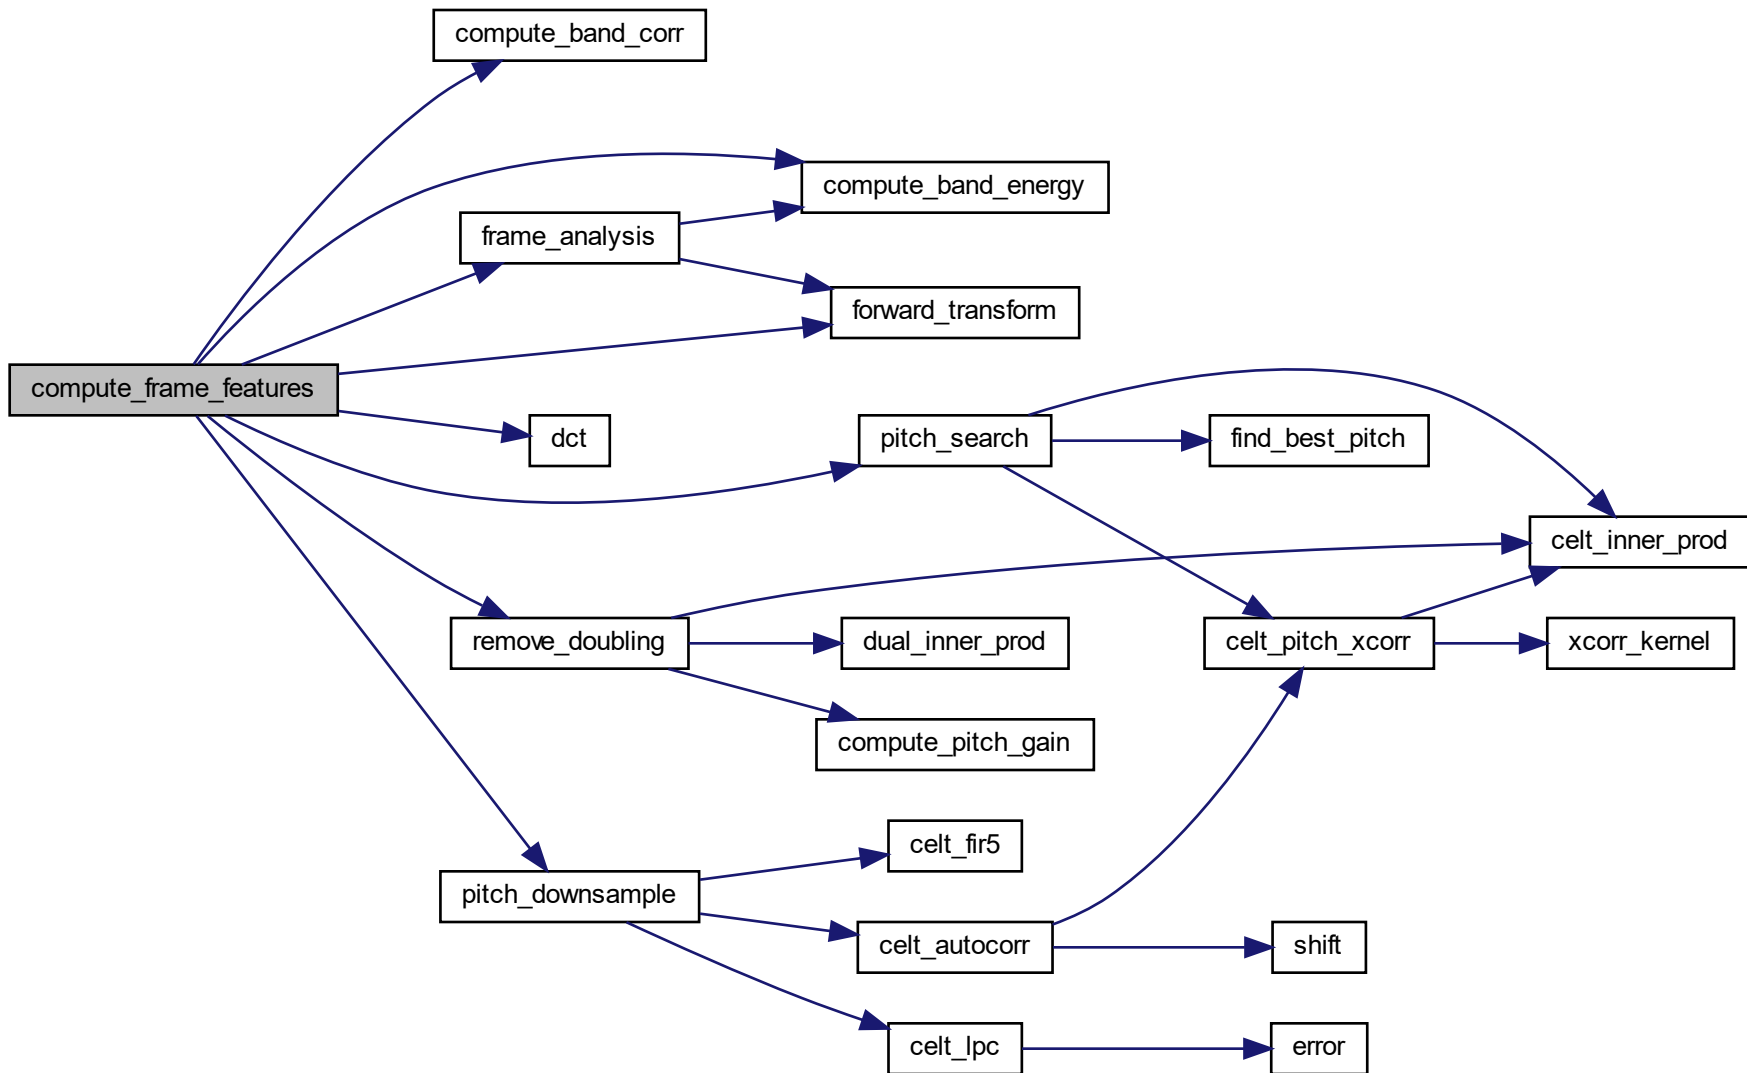 compute_band_corr
compute_band_energy
frame_analysis
forward_transform
compute_frame_features
dct
pitch_search
find_best_pitch
celt_inner_prod
remove_doubling
dual_inner_prod
celt_pitch_xcorr
xcorr_kernel
compute_pitch_gain
celt_fir5
pitch_downsample
celt_autocorr
shift
celt_lpc
error